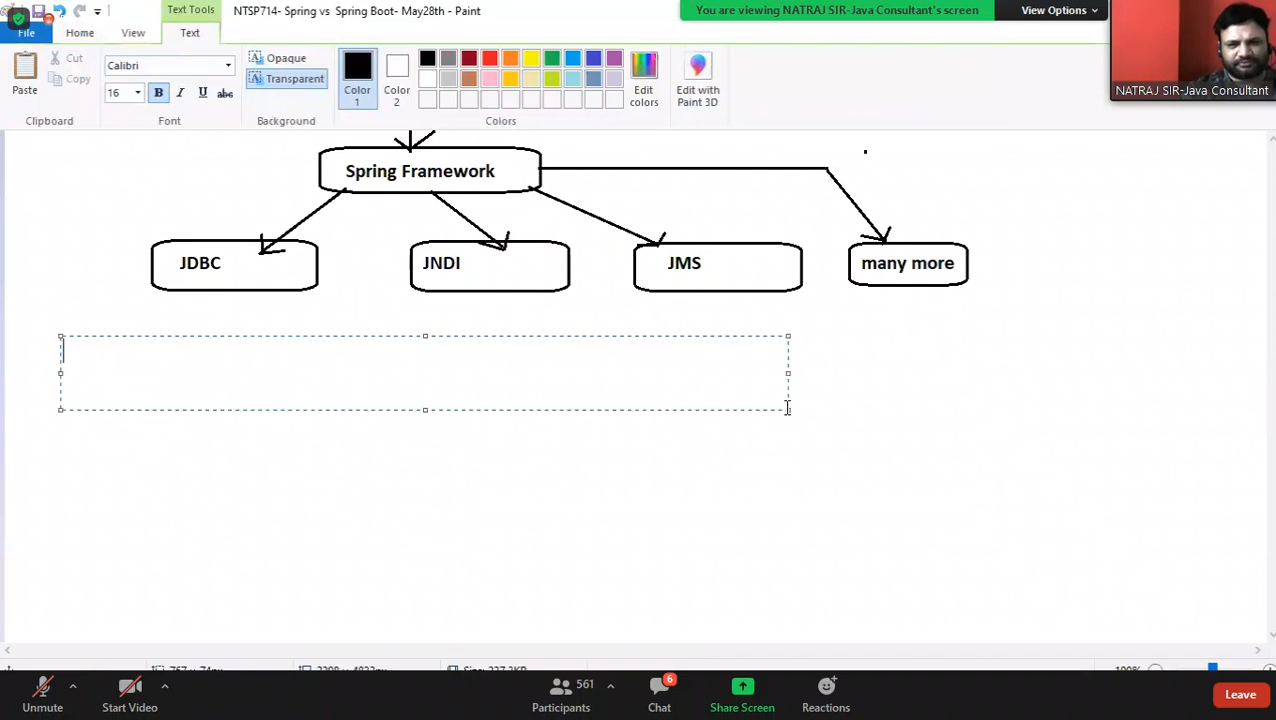 Text Tools
NTSP714- Spring vs Spring Boot- May28th - Paint
You are viewing NATRAJ SIR-Java Consultant's screen
View Options
File
Home
View
Text
Paste
Cut
Copy
Clipboard
Calibri
16
B I U abc
Font
Opaque
Transparent
Background
Color 1
Color 2
Edit colors
Colors
Edit with Paint 3D
NATRAJ SIR-Java Consultant
Spring Framework
JDBC
JNDI
JMS
many more
Unmute
Start Video
561
Participants
6
Chat
Share Screen
Reactions
Leave